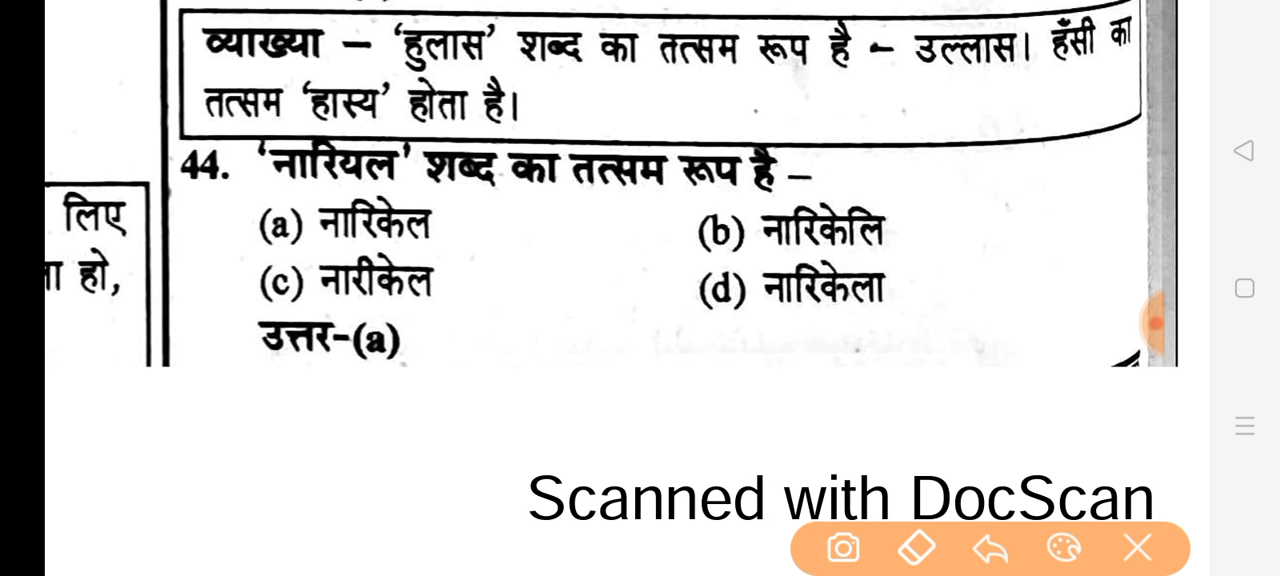 व्याख्या – 'हुलास' शब्द का तत्सम रूप है – उल्लास। हँसी का
तत्सम 'हास्य' होता है।
44. 'नारियल' शब्द का तत्सम रूप है –
(a) नारिकेल (b) नारिकेलि
(c) नारीकेल (d) नारिकेला
उत्तर-(a)
लिए
ा हो,
Scanned with DocScan